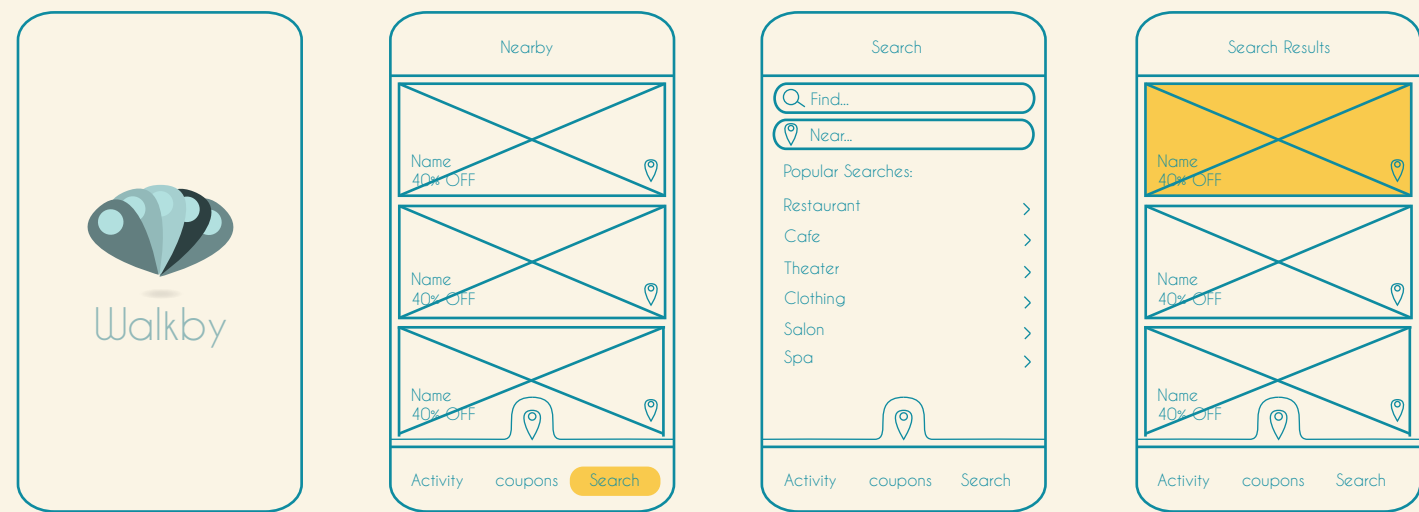 Walkby
Nearby
Name
40% OFF
Name
40% OFF
Name
40% OFF
Activity
coupons
Search
Search
Find...
Near...
Popular Searches:
Restaurant
Cafe
Theater
Clothing
Salon
Spa
Activity
coupons
Search
Search Results
Name
40% OFF
Name
40% OFF
Name
40% OFF
Activity
coupons
Search